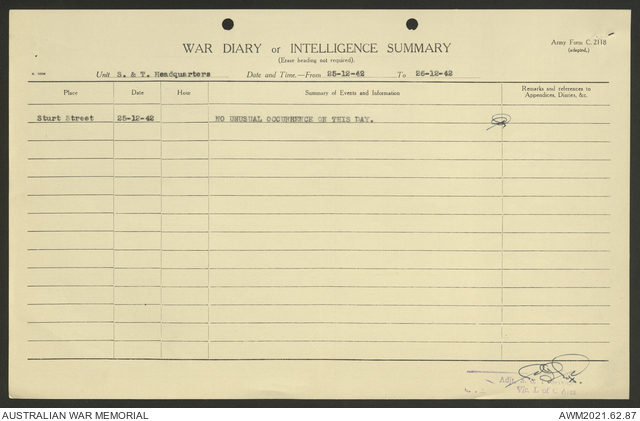 WAR DIARY or INTELLIGENCE SUMMARY
Army Form C. 2118
(adapted.)
(Erase heading not required).
Unit S. & T. Headquarters Date and Time.—From 25-12-42 To 26-12-42
Place Date Hour Summary of Events and Information Remarks and references to
Appendices, Diaries, &c.
Sturt Street 25-12-42 NO UNUSUAL OCCURRENCE ON THIS DAY.
AUSTRALIAN WAR MEMORIAL AWM2021.62.87